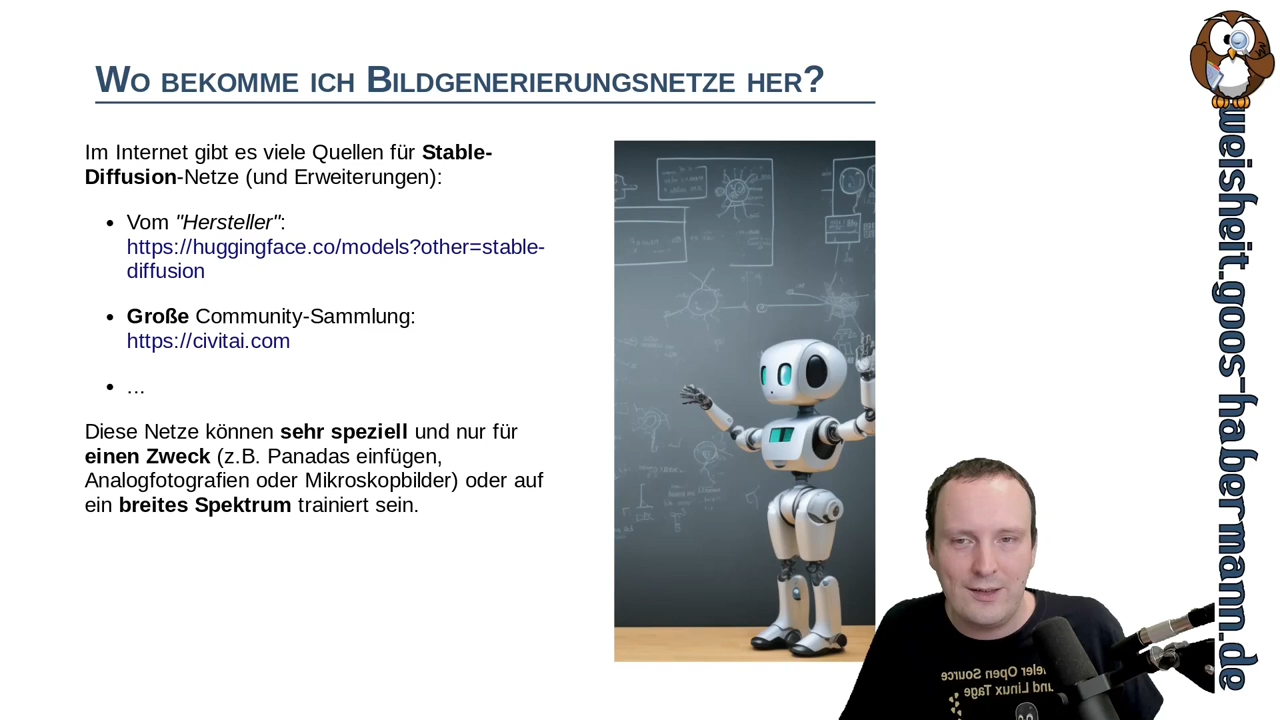 Wo bekomme ich Bildgenerierungsnetze her?
Im Internet gibt es viele Quellen für Stable-
Diffusion-Netze (und Erweiterungen):
• Vom "Hersteller":
https://huggingface.co/models?other=stable-
diffusion
• Große Community-Sammlung:
https://civitai.com
• ...
Diese Netze können sehr speziell und nur für
einen Zweck (z.B. Panadas einfügen,
Analogfotografien oder Mikroskopbilder) oder auf
ein breites Spektrum trainiert sein.
weisheit.goos-habermann.de
ieler Open Source
und Linux Tage